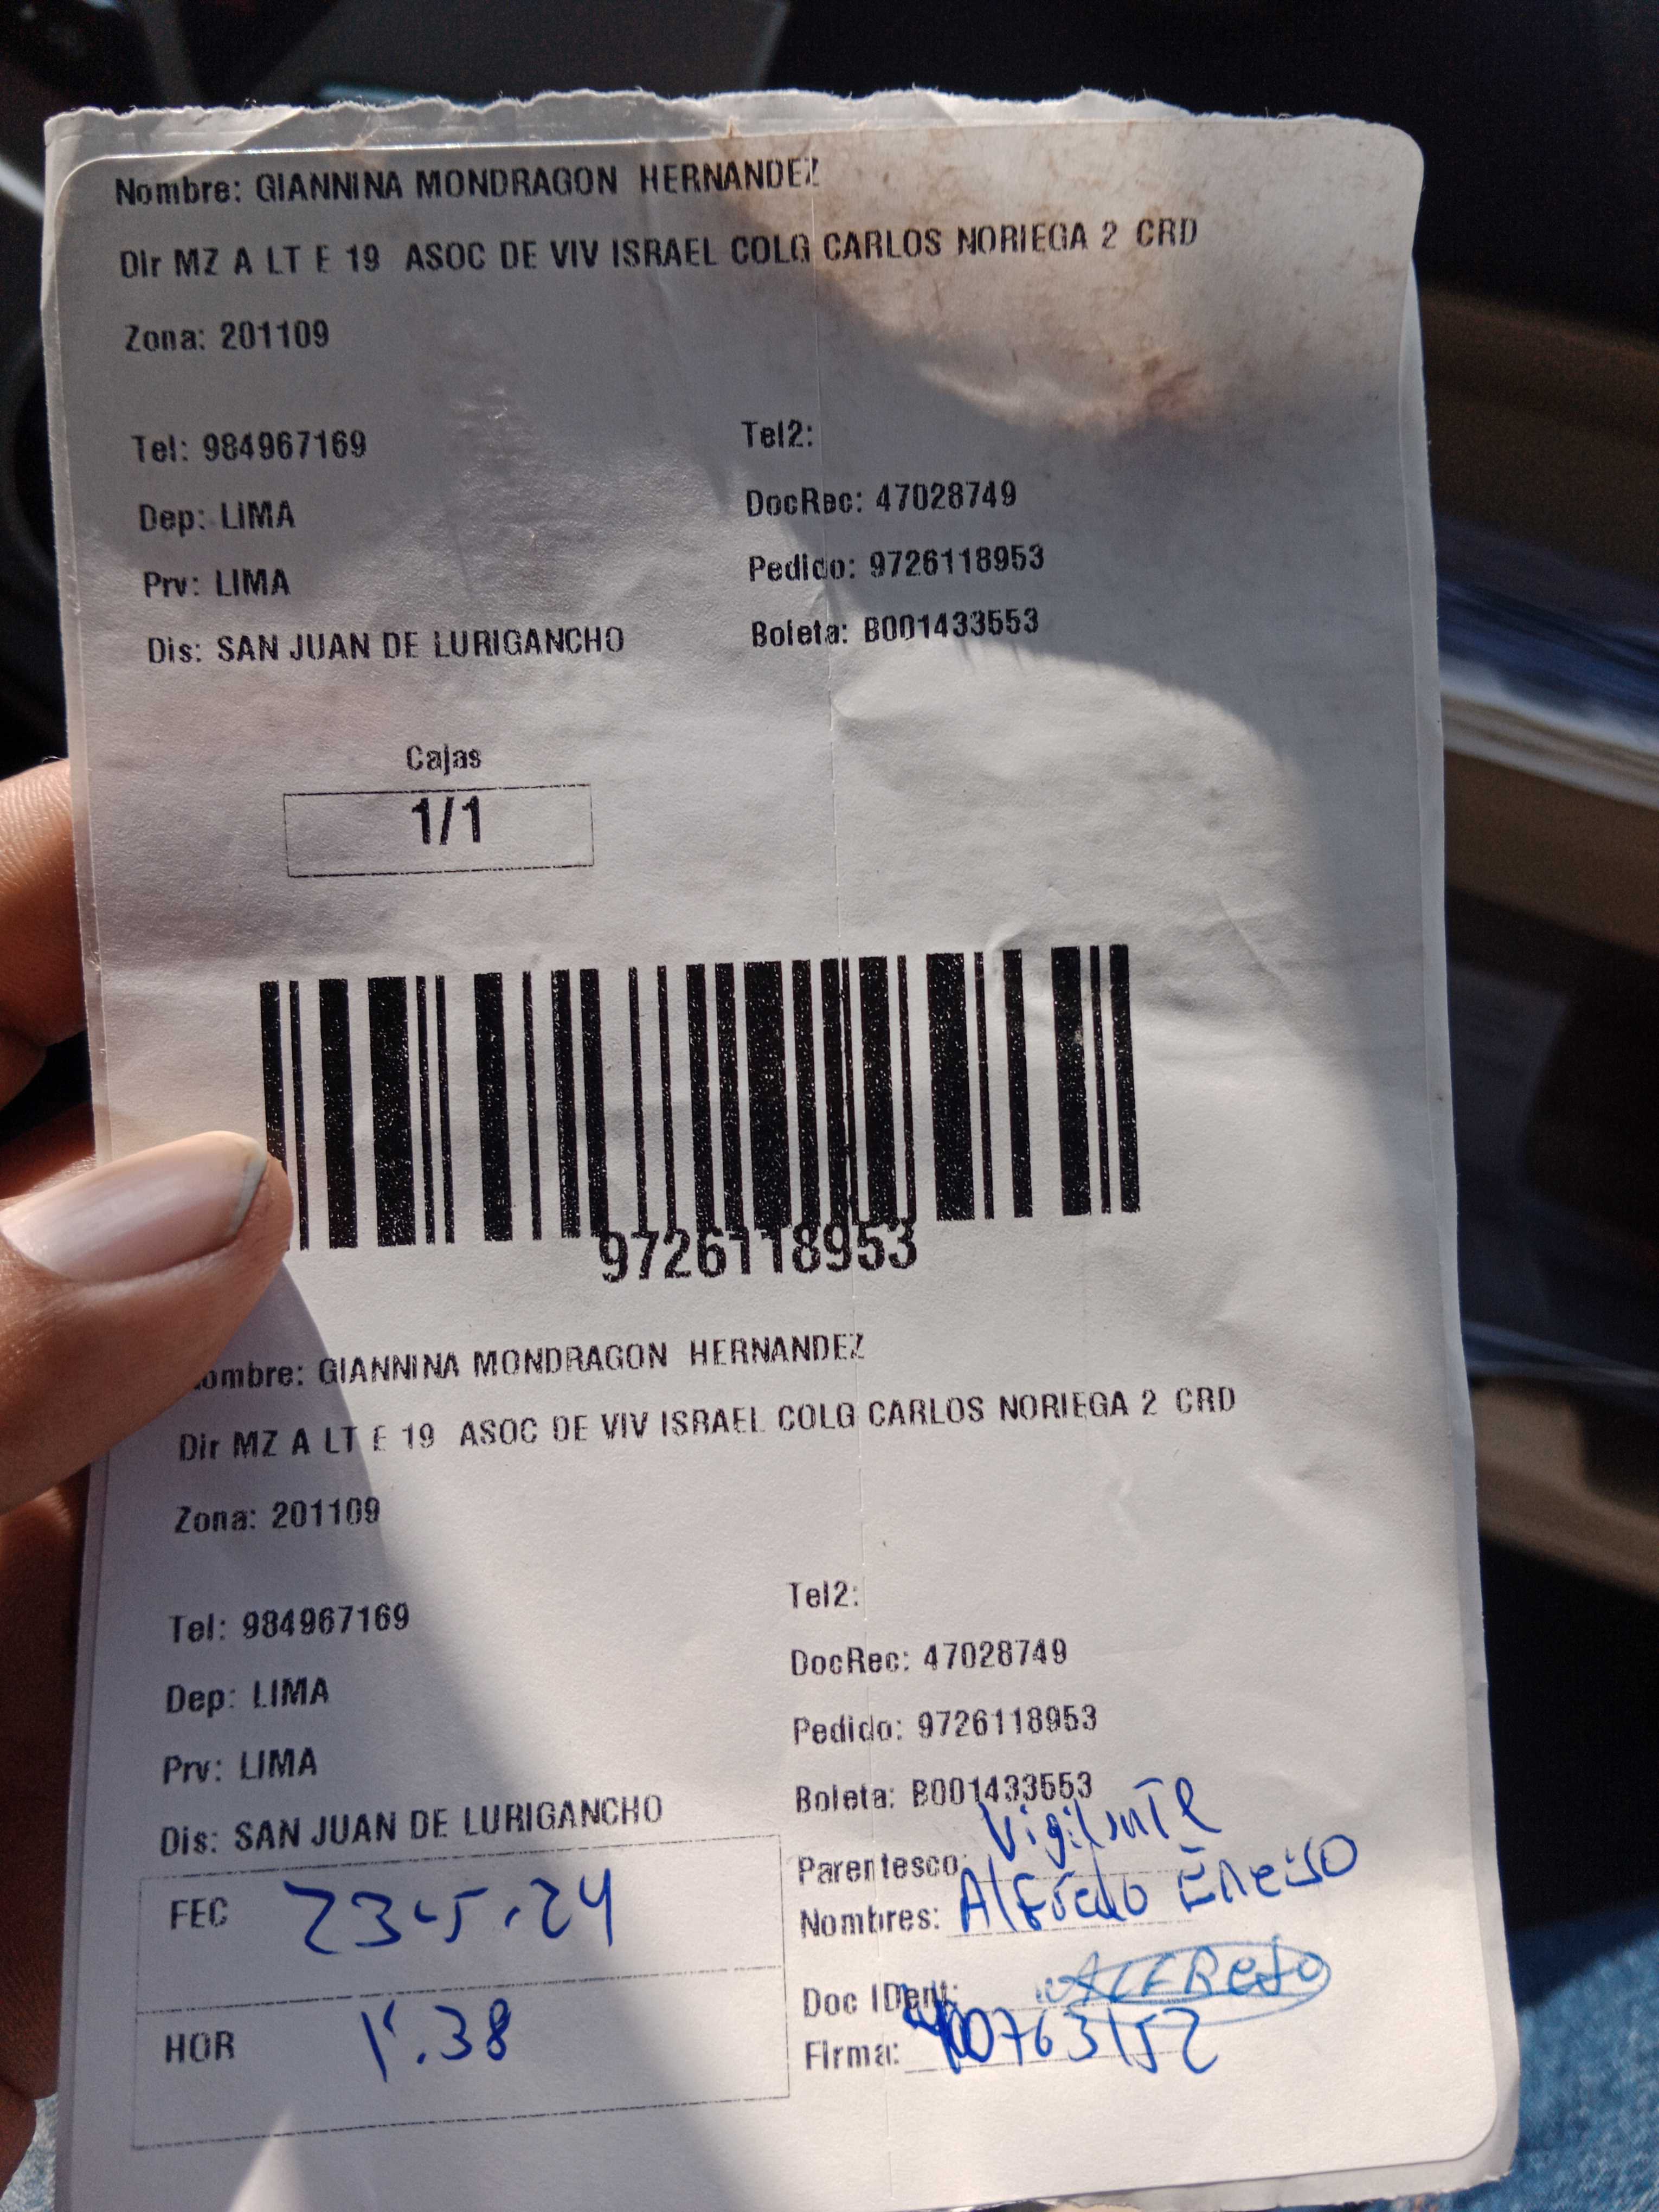 Nombre: GIANNINA MONDRAGON HERNANDEZ
Dir MZ A LT E 19 ASOC DE VIV ISRAEL COLG CARLOS NORIEGA 2 CRD
Zona: 201109
Tel: 984967169
Tel2:
Dep: LIMA
DocRec: 47028749
Prv: LIMA
Pedido: 9726118953
Dis: SAN JUAN DE LURIGANCHO
Boleta: B001433553
Cajas
1/1
9726118953
ombre: GIANNINA MONDRAGON HERNANDEZ
Dir MZ A LT E 19 ASOC DE VIV ISRAEL COLG CARLOS NORIEGA 2 CRD
Zona: 201109
Tel2:
Tel: 984967169
DocRec: 47028749
Dep: LIMA
Pedido: 9726118953
Prv: LIMA
Boleta: B001433553
Dis: SAN JUAN DE LURIGANCHO
Parentesco: Vigilante
FEC 23-5-24
Nombres: Alfredo
Doc IDent: ALFRedo
HOR 1:38
Firma: